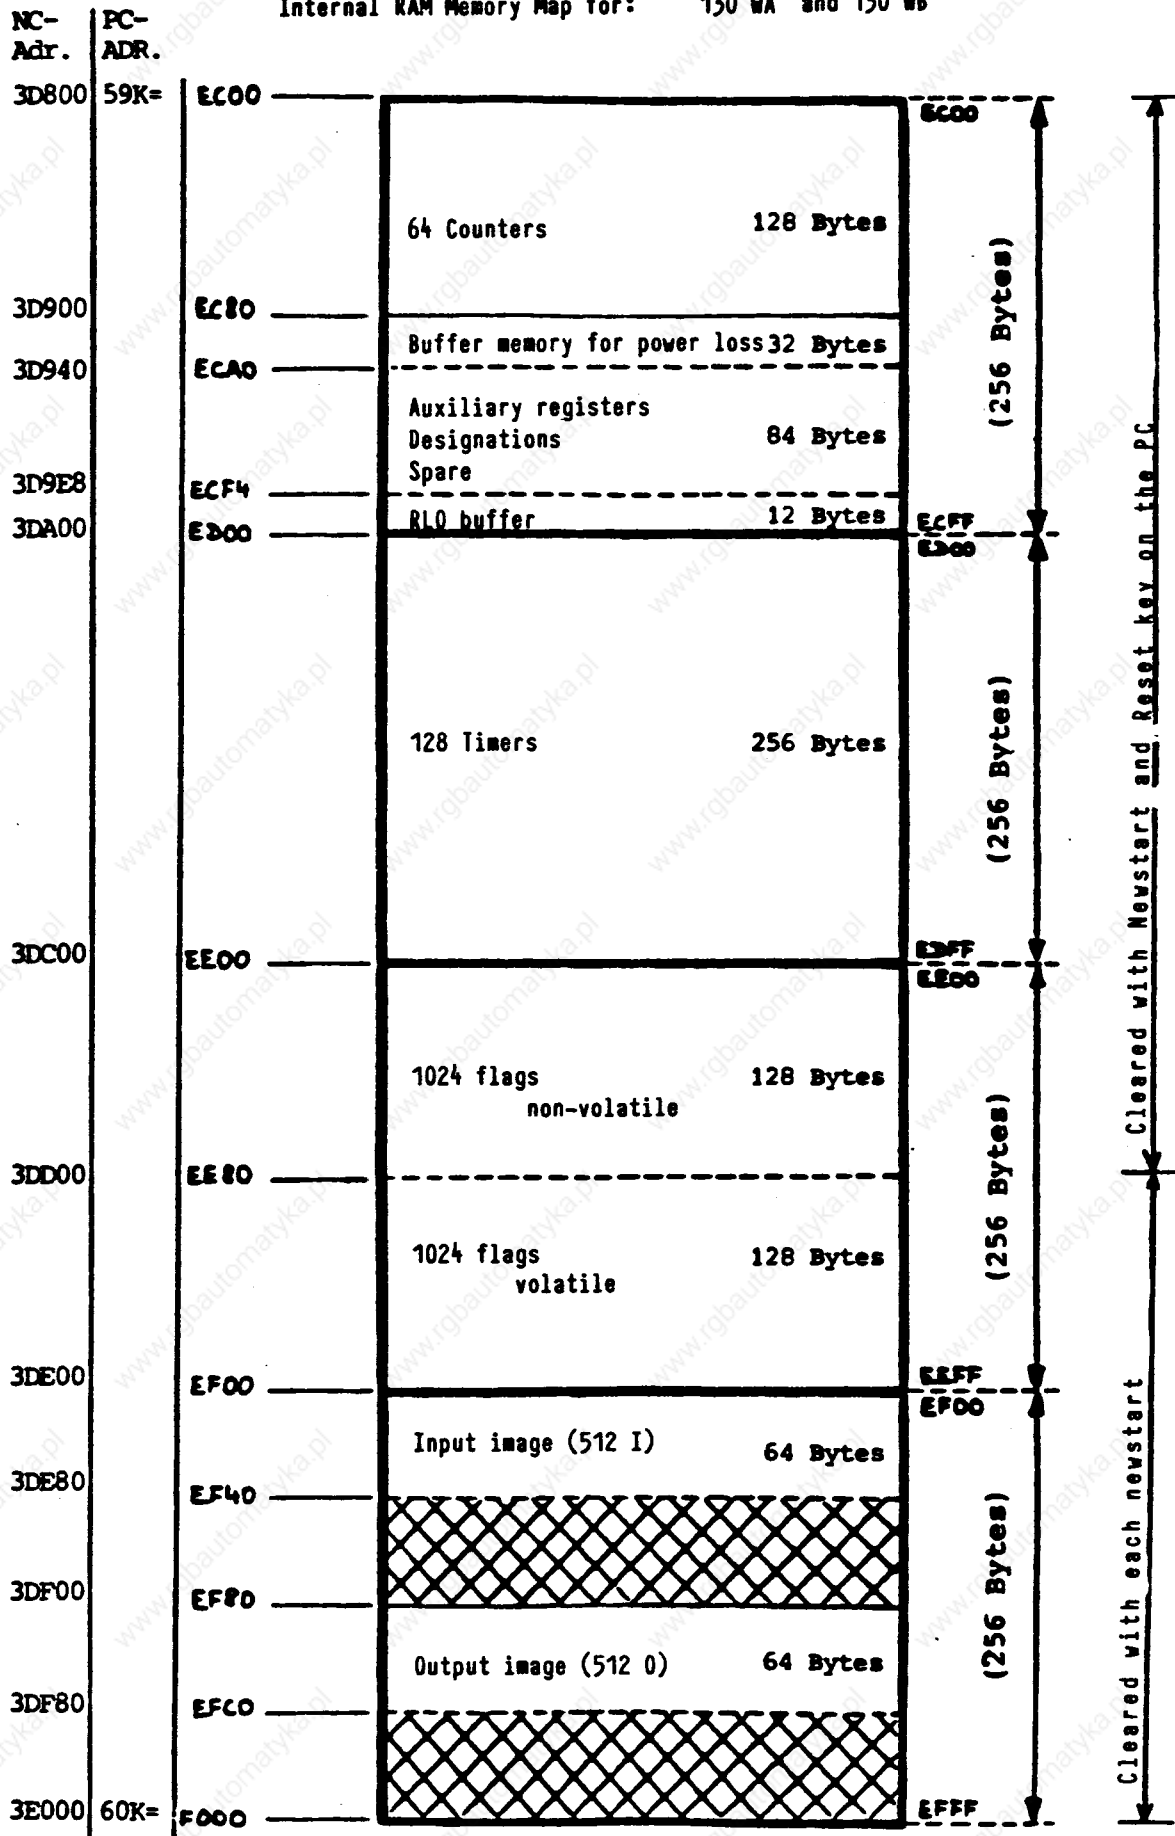 Internal RAM Memory Map for: 130 WA and 130 WB
NC- PC-
Adr. ADR.
3D800 59K= EC00 EC00
64 Counters 128 Bytes
3D900 EC80
Buffer memory for power loss 32 Bytes
3D940 ECA0
Auxiliary registers
Designations 84 Bytes
Spare
3D9E8 ECF4
RLO buffer 12 Bytes ECFF
3DA00 ED00 ED00
(256 Bytes)
128 Timers 256 Bytes
(256 Bytes)
3DC00 EE00 EDFF
EE00
1024 flags 128 Bytes
non-volatile
3DD00 EE80
1024 flags 128 Bytes
volatile
(256 Bytes)
3DE00 EF00 EEFF
EF00
Input image (512 I) 64 Bytes
3DE80 EF40
3DF00 EF80
Output image (512 O) 64 Bytes
(256 Bytes)
3DF80 EFC0
3E000 60K= F000 EFFF
Cleared with Newstart and Reset key on the PC
Cleared with each newstart
www.rgbautomatyka.pl